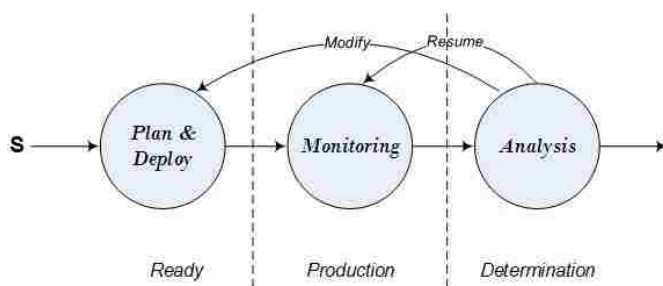 Modify
Resume
S
Plan &
Deploy
Monitoring
Analysis
Ready
Production
Determination